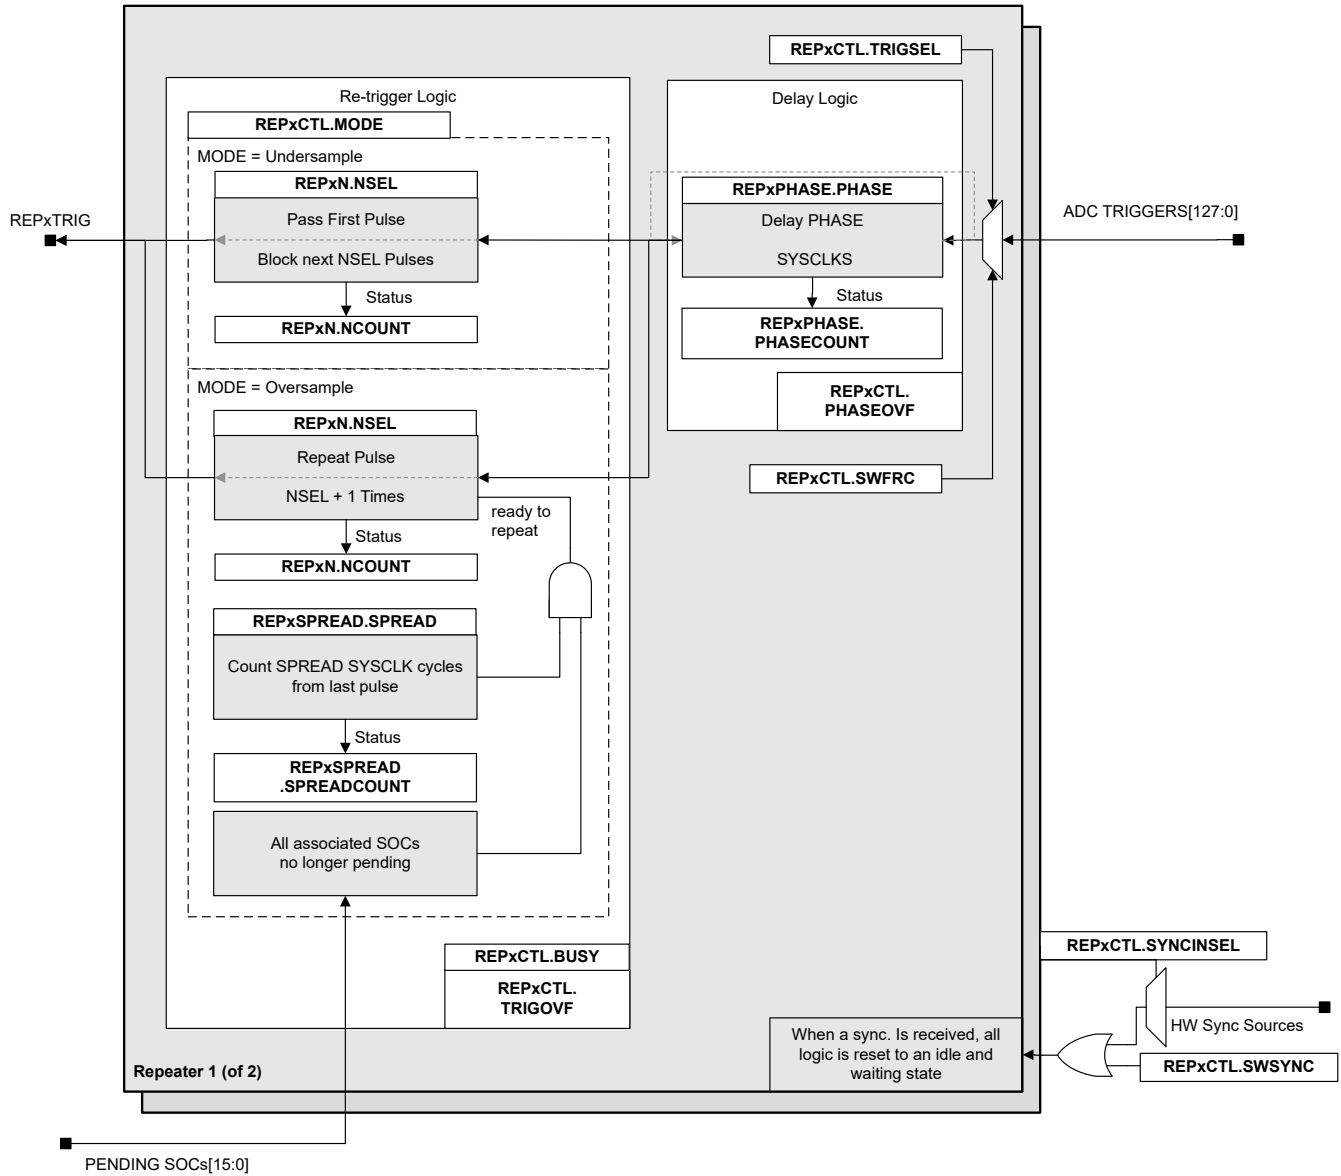 REPxCTL.TRIGSEL
Re-trigger Logic
Delay Logic
REPxCTL.MODE
MODE = Undersample
REPxN.NSEL
Pass First Pulse
Block next NSEL Pulses
Status
REPxN.NCOUNT
REPxTRIG
REPxPHASE.PHASE
Delay PHASE
SYSCLKS
Status
REPxPHASE.
PHASECOUNT
REPxCTL.
PHASEOVF
ADC TRIGGERS[127:0]
REPxCTL.SWFRC
MODE = Oversample
REPxN.NSEL
Repeat Pulse
NSEL + 1 Times
ready to
repeat
Status
REPxN.NCOUNT
REPxSPREAD.SPREAD
Count SPREAD SYSCLK cycles
from last pulse
Status
REPxSPREAD
.SPREADCOUNT
All associated SOCs
no longer pending
REPxCTL.BUSY
REPxCTL.
TRIGOVF
REPxCTL.SYNCINSEL
HW Sync Sources
REPxCTL.SWSYNC
When a sync. Is received, all
logic is reset to an idle and
waiting state
Repeater 1 (of 2)
PENDING SOCs[15:0]